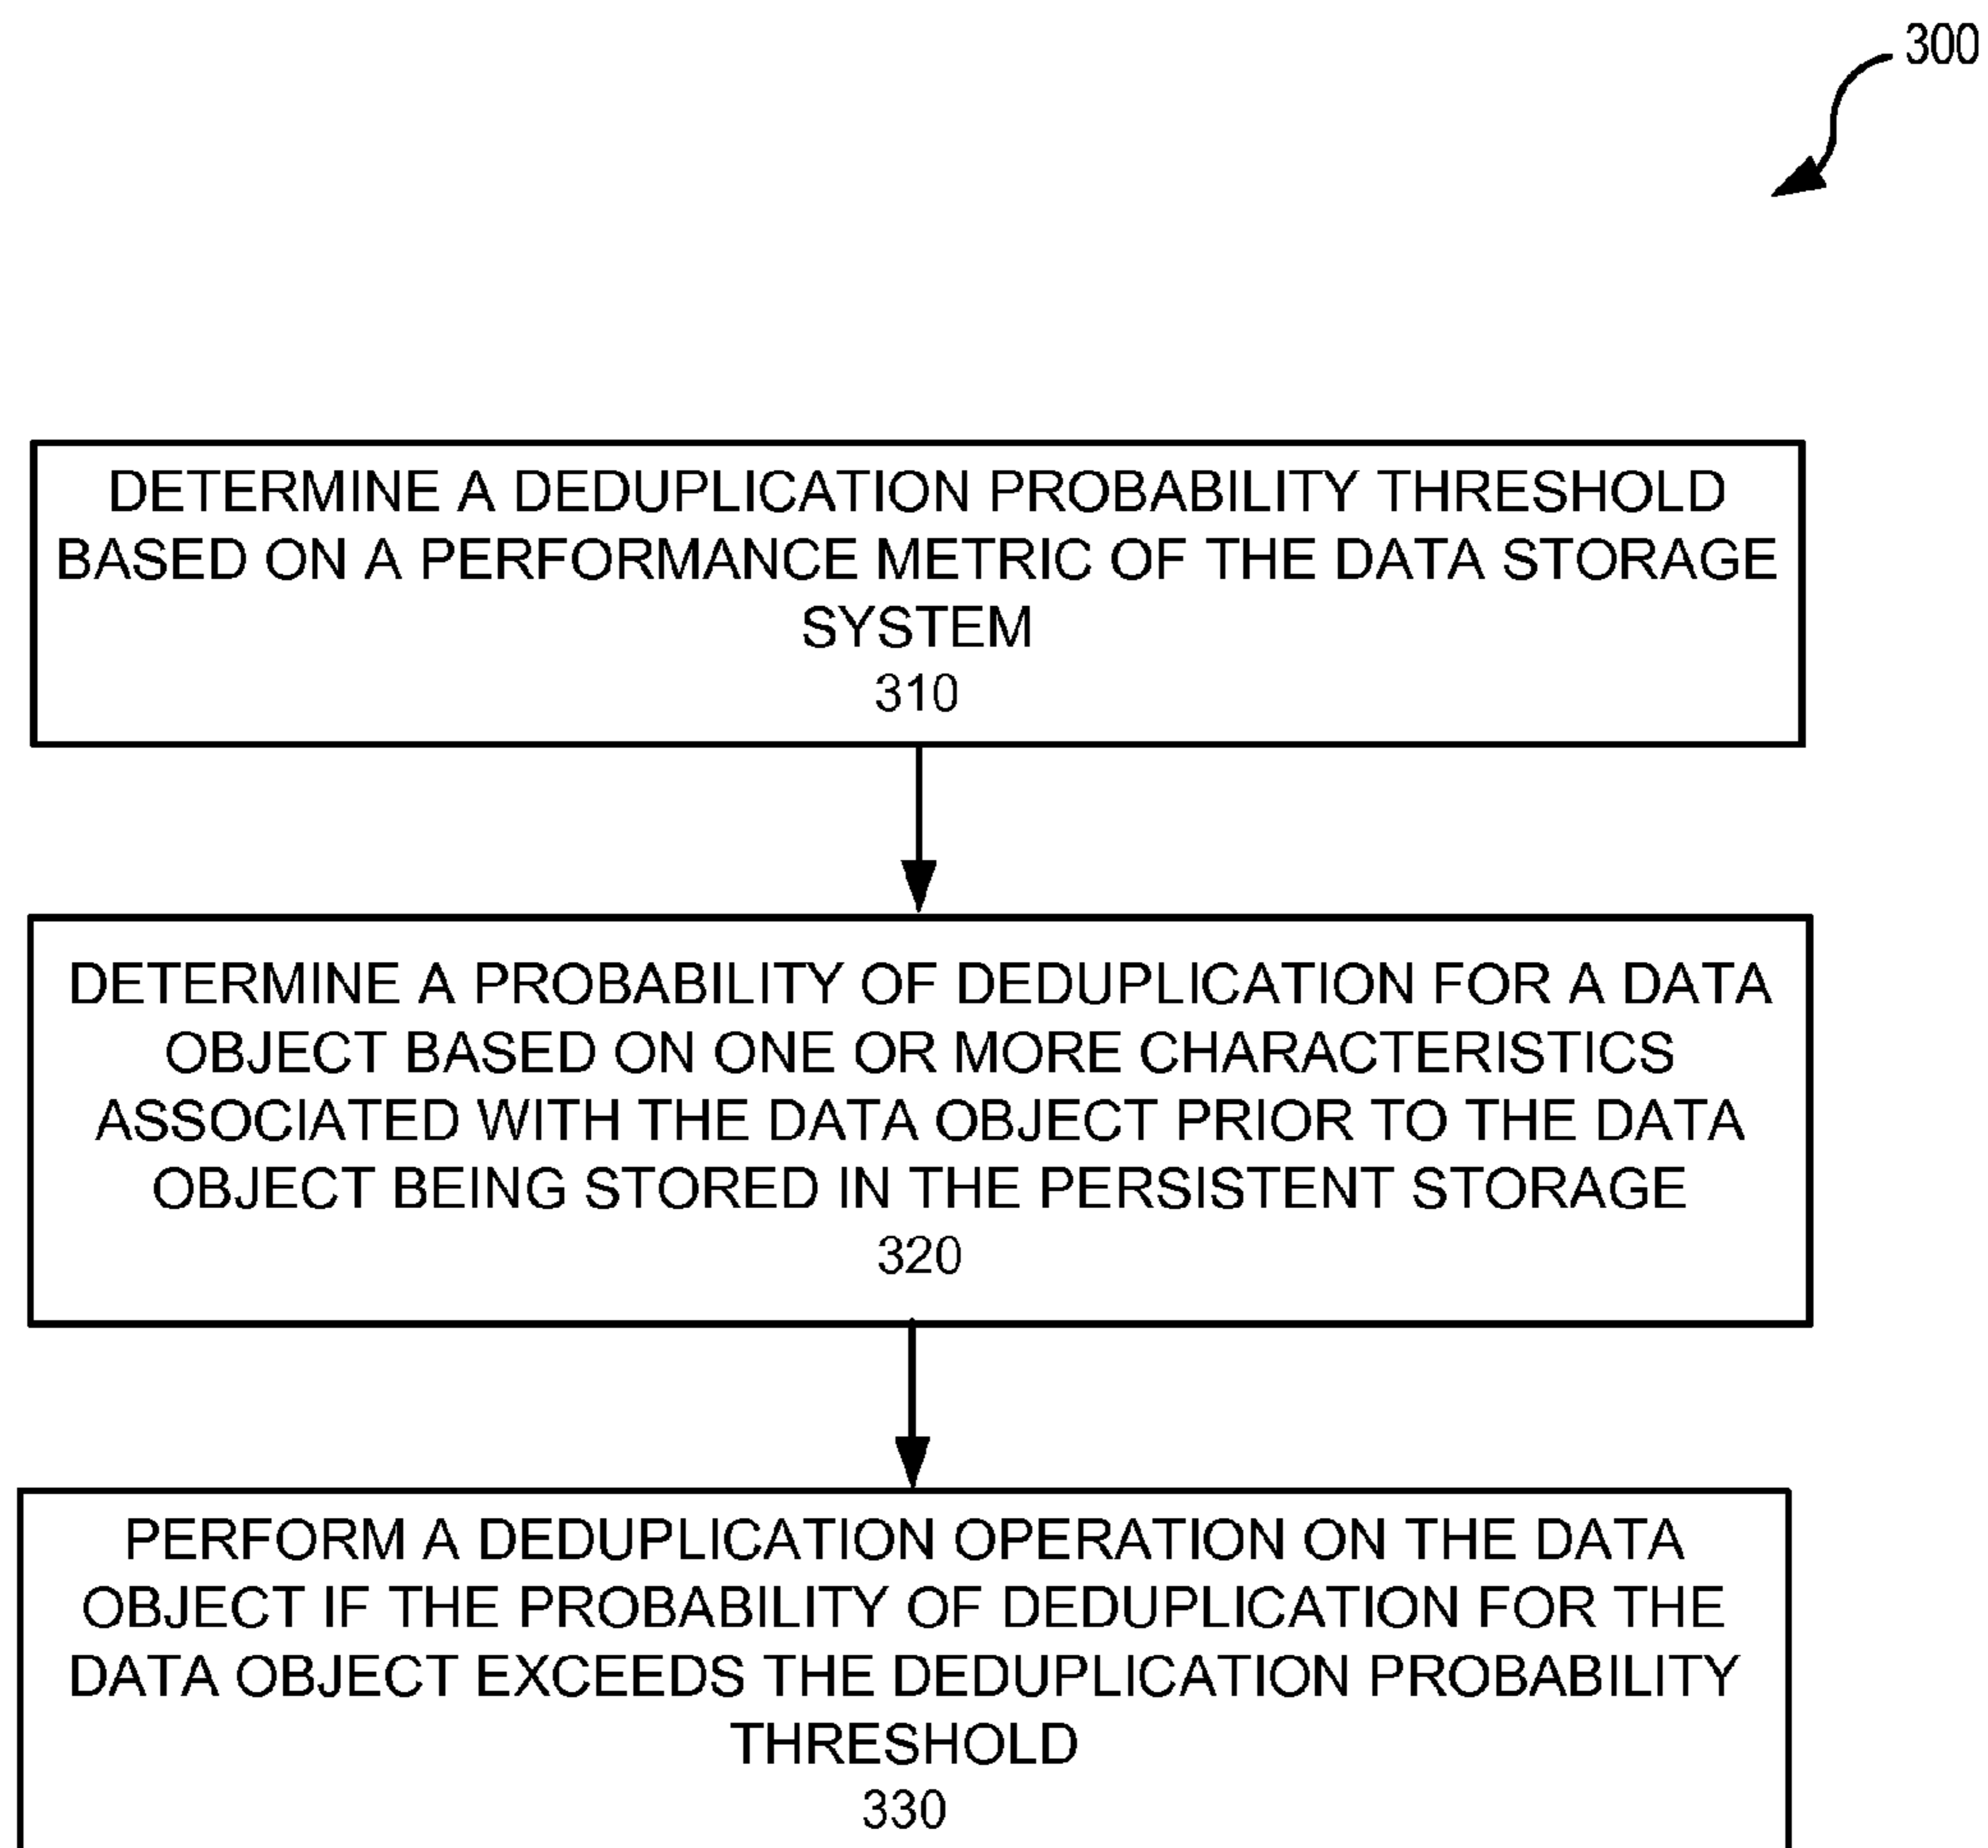 300
DETERMINE A DEDUPLICATION PROBABILITY THRESHOLD
BASED ON A PERFORMANCE METRIC OF THE DATA STORAGE
SYSTEM
310
DETERMINE A PROBABILITY OF DEDUPLICATION FOR A DATA
OBJECT BASED ON ONE OR MORE CHARACTERISTICS
ASSOCIATED WITH THE DATA OBJECT PRIOR TO THE DATA
OBJECT BEING STORED IN THE PERSISTENT STORAGE
320
PERFORM A DEDUPLICATION OPERATION ON THE DATA
OBJECT IF THE PROBABILITY OF DEDUPLICATION FOR THE
DATA OBJECT EXCEEDS THE DEDUPLICATION PROBABILITY
THRESHOLD
330